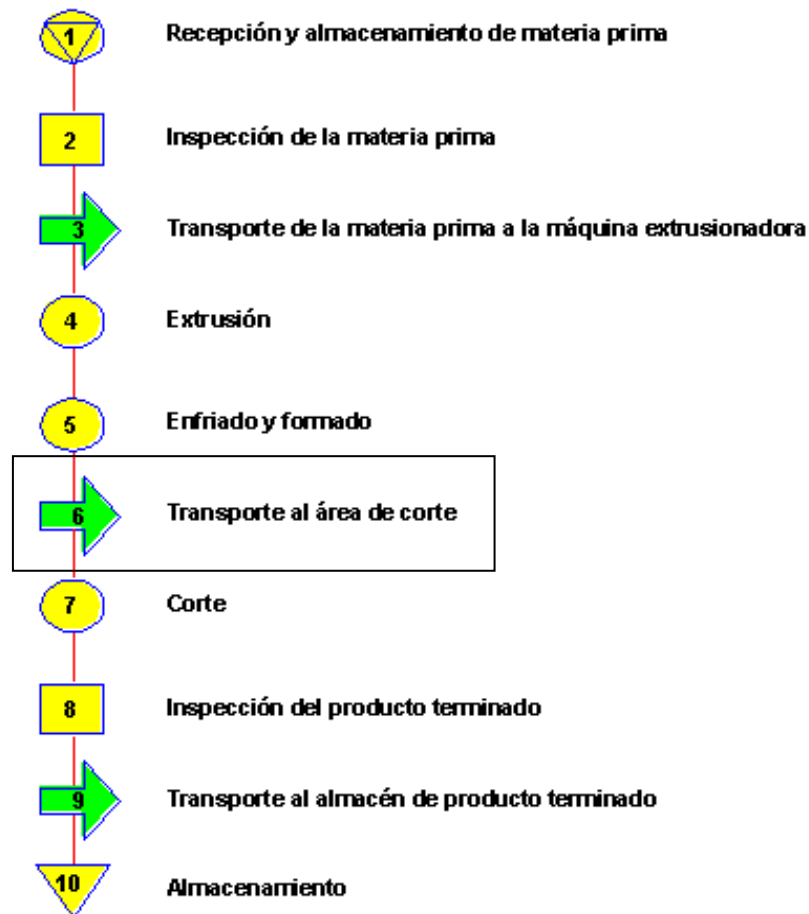 1 Recepción y almacenamiento de materia prima
2 Inspección de la materia prima
3 Transporte de la materia prima a la máquina extrusionadora
4 Extrusión
5 Enfriado y formado
6 Transporte al área de corte
7 Corte
8 Inspección del producto terminado
9 Transporte al almacén de producto terminado
10 Almacenamiento